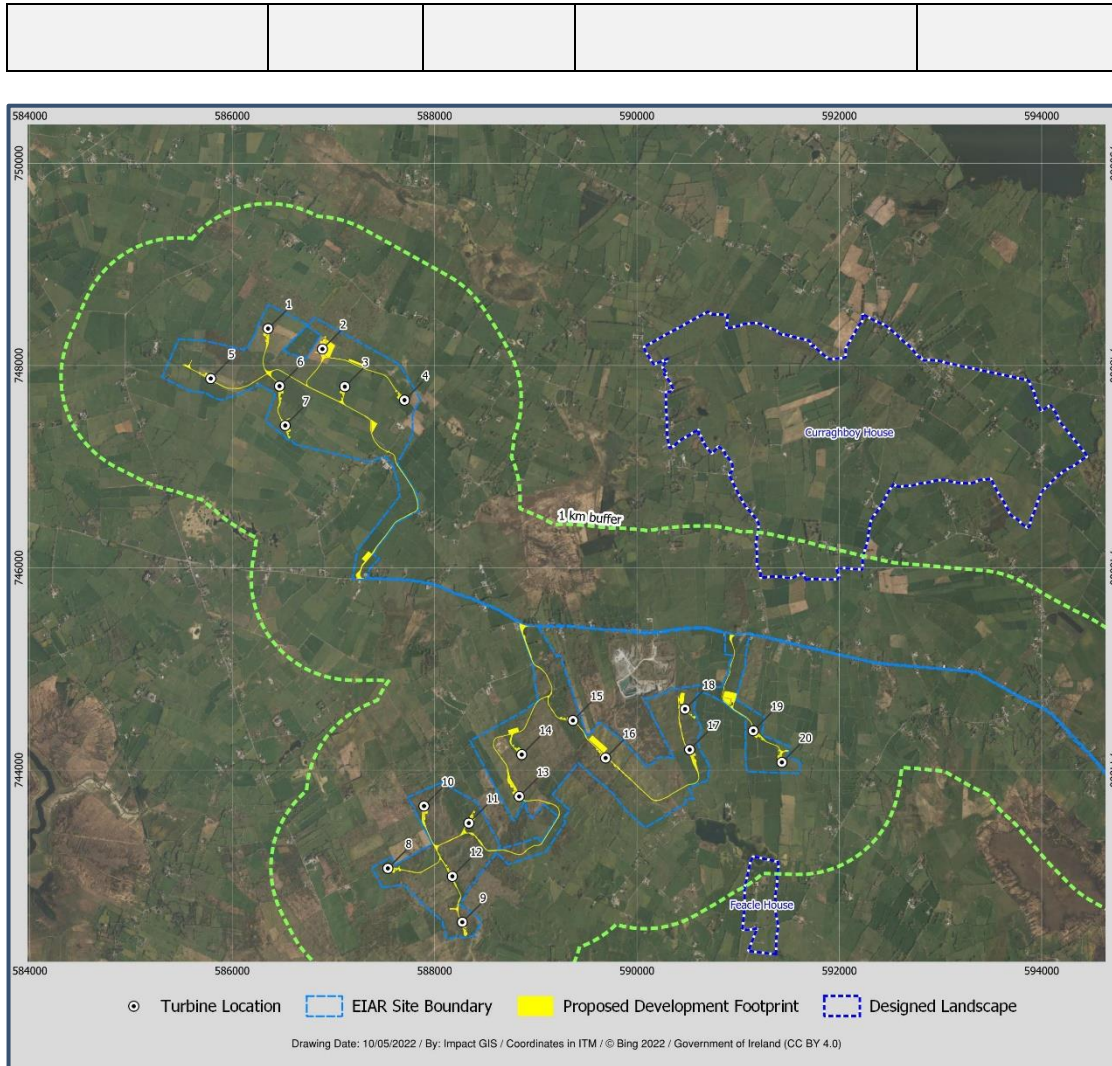 584000 586000 588000 590000 592000 594000
750000
1
2
748000
5 6 3
4
7
Curraghboy House
1 km buffer
746000
18
15 19
17
14 16 20
744000
13
10
11
8 12
9
Feacle House
584000 586000 588000 590000 592000 594000
Turbine Location EIAR Site Boundary Proposed Development Footprint Designed Landscape
Drawing Date: 10/05/2022 / By: Impact GIS / Coordinates in ITM / © Bing 2022 / Government of Ireland (CC BY 4.0)